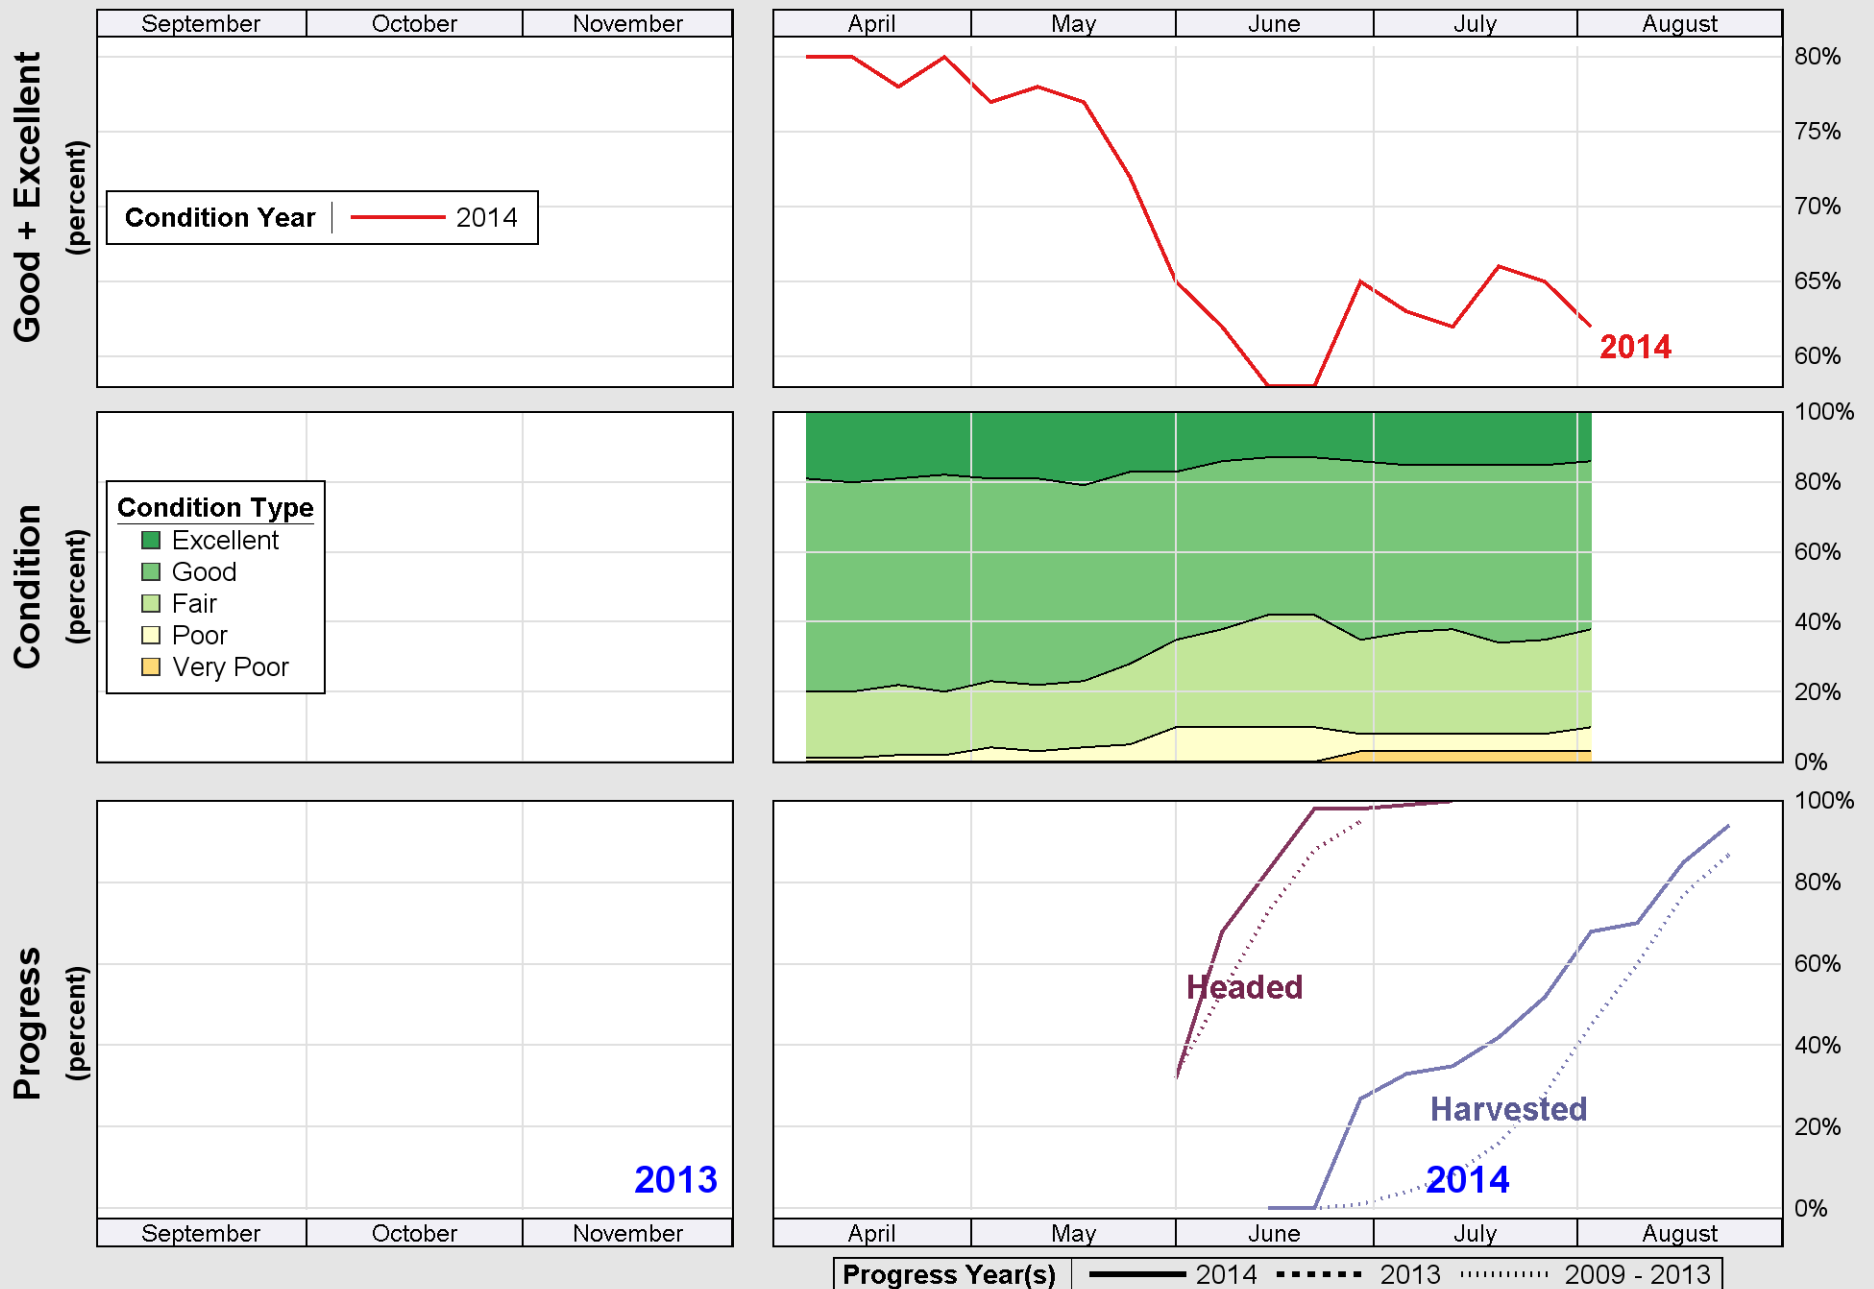 September October November April May June July August
Good + Excellent
(percent)
80%
75%
70%
65%
60%
Condition Year 2014
2014
Condition
(percent)
100%
80%
60%
40%
20%
0%
Condition Type
Excellent
Good
Fair
Poor
Very Poor
Progress
(percent)
100%
80%
60%
40%
20%
0%
Headed
Harvested
2013
2014
September October November April May June July August
Progress Year(s) 2014 2013 2009 - 2013